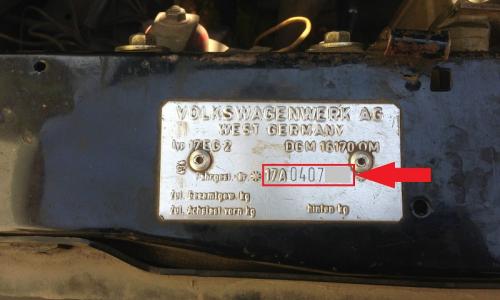 VOLKSWAGENWERK AG
WEST GERMANY
Typ 17EG2 DGM 16170 OM
Fahrgest.-Nr. *17A0407
Zul. Gesamtgew. kg
Zul. Achslast vorn kg hinten kg